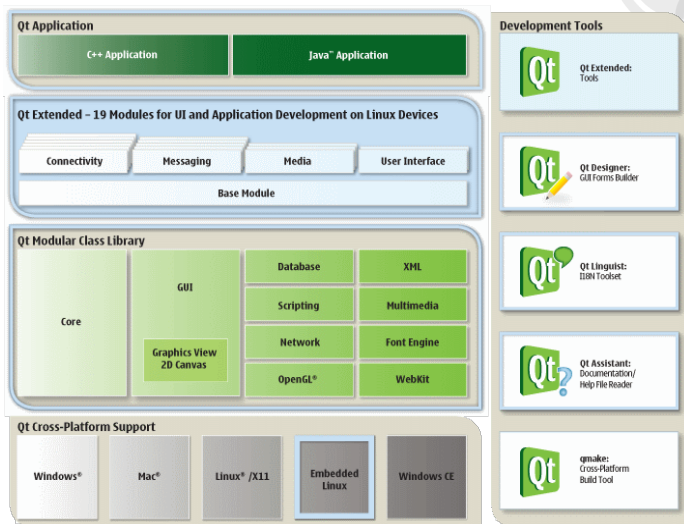 Qt Application
C++ Application
Java™ Application
Qt Extended – 19 Modules for UI and Application Development on Linux Devices
Connectivity
Messaging
Media
User Interface
Base Module
Qt Modular Class Library
Core
GUI
Graphics View
2D Canvas
Database
XML
Scripting
Multimedia
Network
Font Engine
OpenGL®
WebKit
Qt Cross-Platform Support
Windows®
Mac®
Linux® /X11
Embedded
Linux
Windows CE
Development Tools
Qt
Qt Extended:
Tools
Qt
Qt Designer:
GUI Forms Builder
Qt
Qt Linguist:
I18N Toolset
Qt
Qt Assistant:
Documentation/
Help File Reader
Qt
qmake:
Cross-Platform
Build Tool